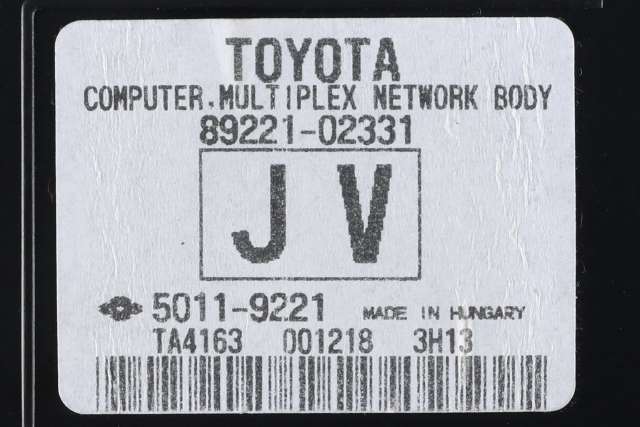 TOYOTA
COMPUTER.MULTIPLEX NETWORK BODY
89221-02331
J V
5011-9221 MADE IN HUNGARY
TA4163 001218 3H13